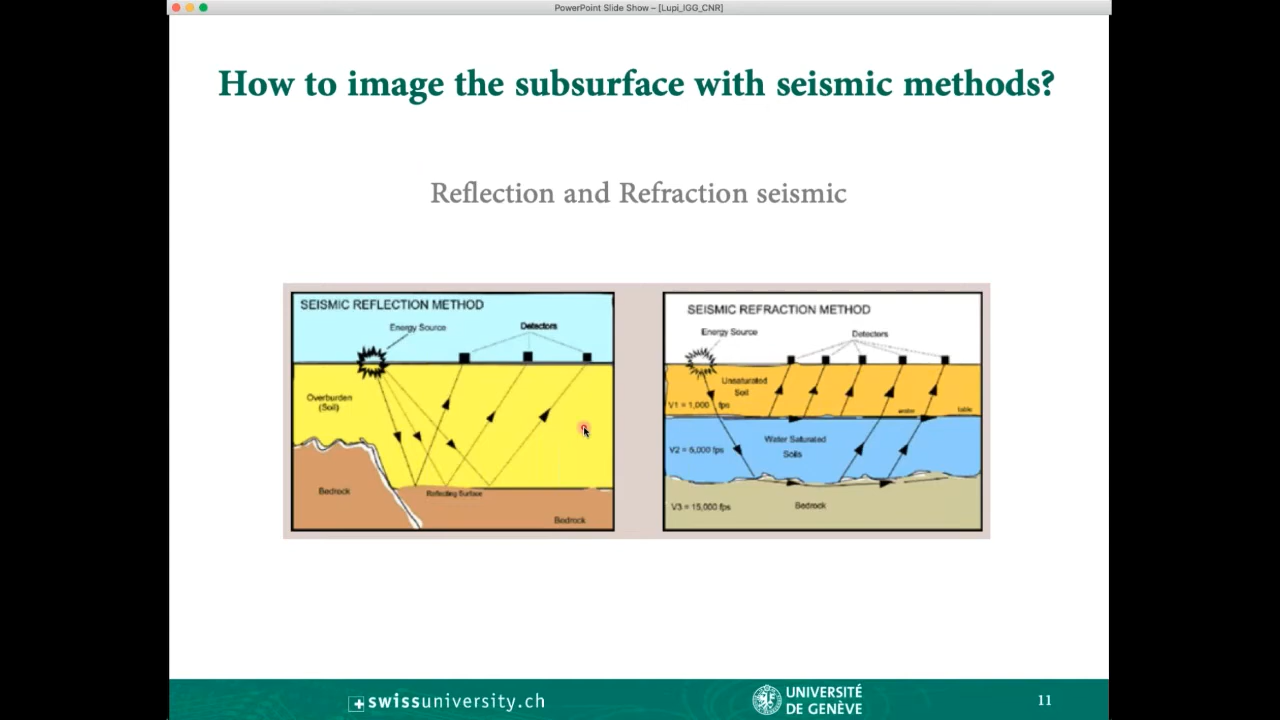 PowerPoint Slide Show – [Lupi_IGG_CNR]
How to image the subsurface with seismic methods?
Reflection and Refraction seismic
SEISMIC REFLECTION METHOD
Energy Source
Detectors
Overburden
(Soil)
Bedrock
Reflecting Surface
Bedrock
SEISMIC REFRACTION METHOD
Energy Source
Detectors
Unsaturated
Soil
V1 = 1,000 fps
water table
Water Saturated
Soils
V2 = 5,000 fps
V3 = 15,000 fps
Bedrock
swissuniversity.ch
UNIVERSITÉ
DE GENÈVE
11